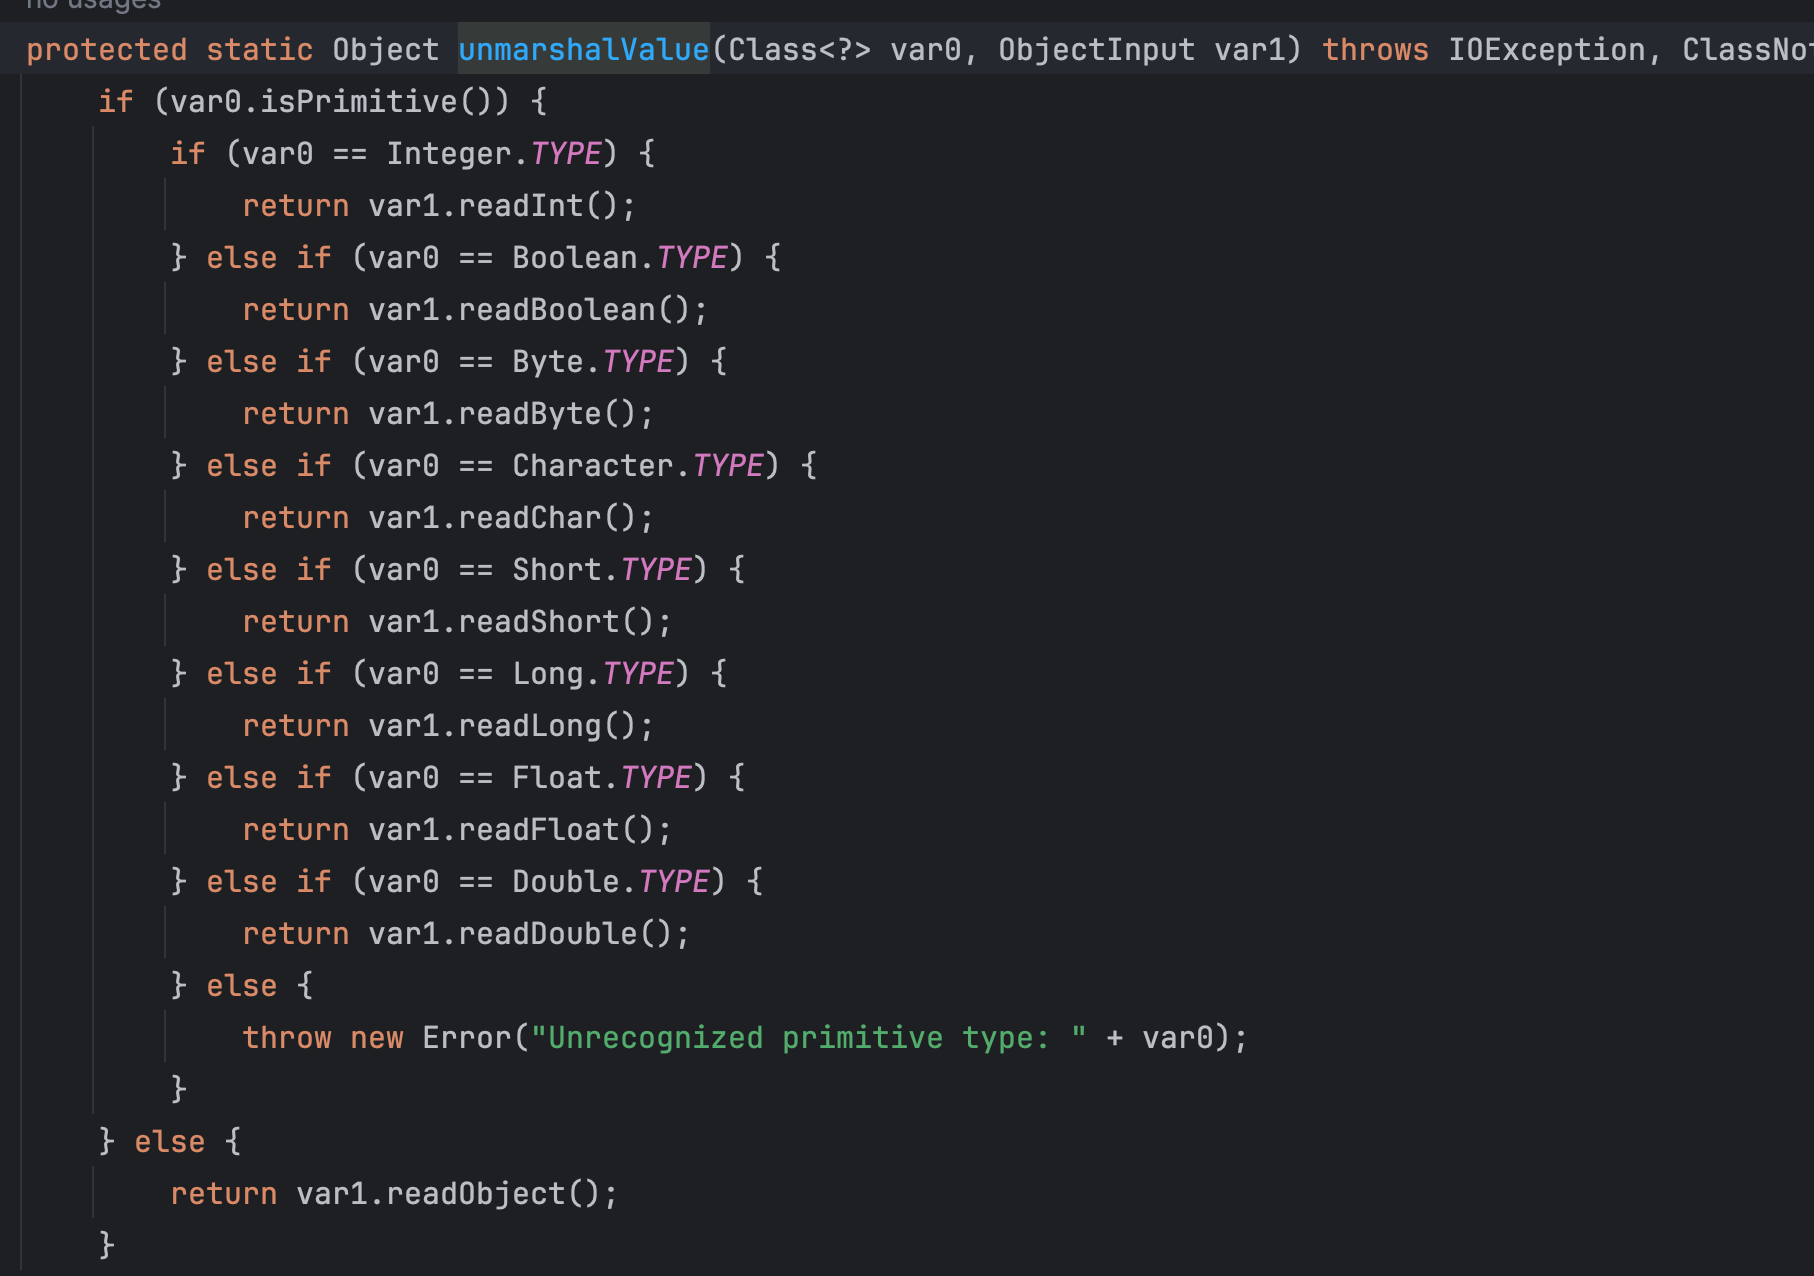 no usages
protected static Object unmarshalValue(Class<?> var0, ObjectInput var1) throws IOException, ClassNot
if (var0.isPrimitive()) {
if (var0 == Integer.TYPE) {
return var1.readInt();
} else if (var0 == Boolean.TYPE) {
return var1.readBoolean();
} else if (var0 == Byte.TYPE) {
return var1.readByte();
} else if (var0 == Character.TYPE) {
return var1.readChar();
} else if (var0 == Short.TYPE) {
return var1.readShort();
} else if (var0 == Long.TYPE) {
return var1.readLong();
} else if (var0 == Float.TYPE) {
return var1.readFloat();
} else if (var0 == Double.TYPE) {
return var1.readDouble();
} else {
throw new Error("Unrecognized primitive type: " + var0);
}
} else {
return var1.readObject();
}